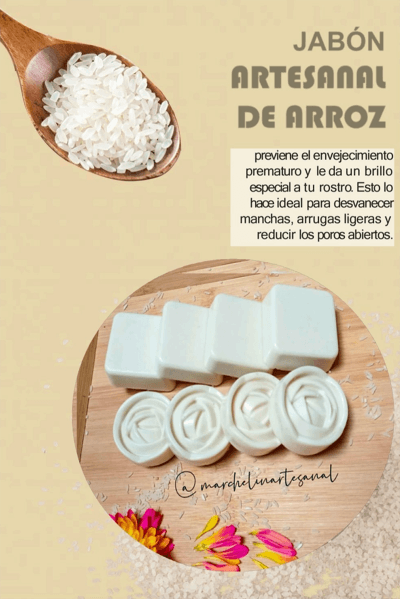 JABÓN
ARTESANAL
DE ARROZ
previene el envejecimiento
prematuro y le da un brillo
especial a tu rostro. Esto lo
hace ideal para desvanecer
manchas, arrugas ligeras y
reducir los poros abiertos.
@marchelinartesanal